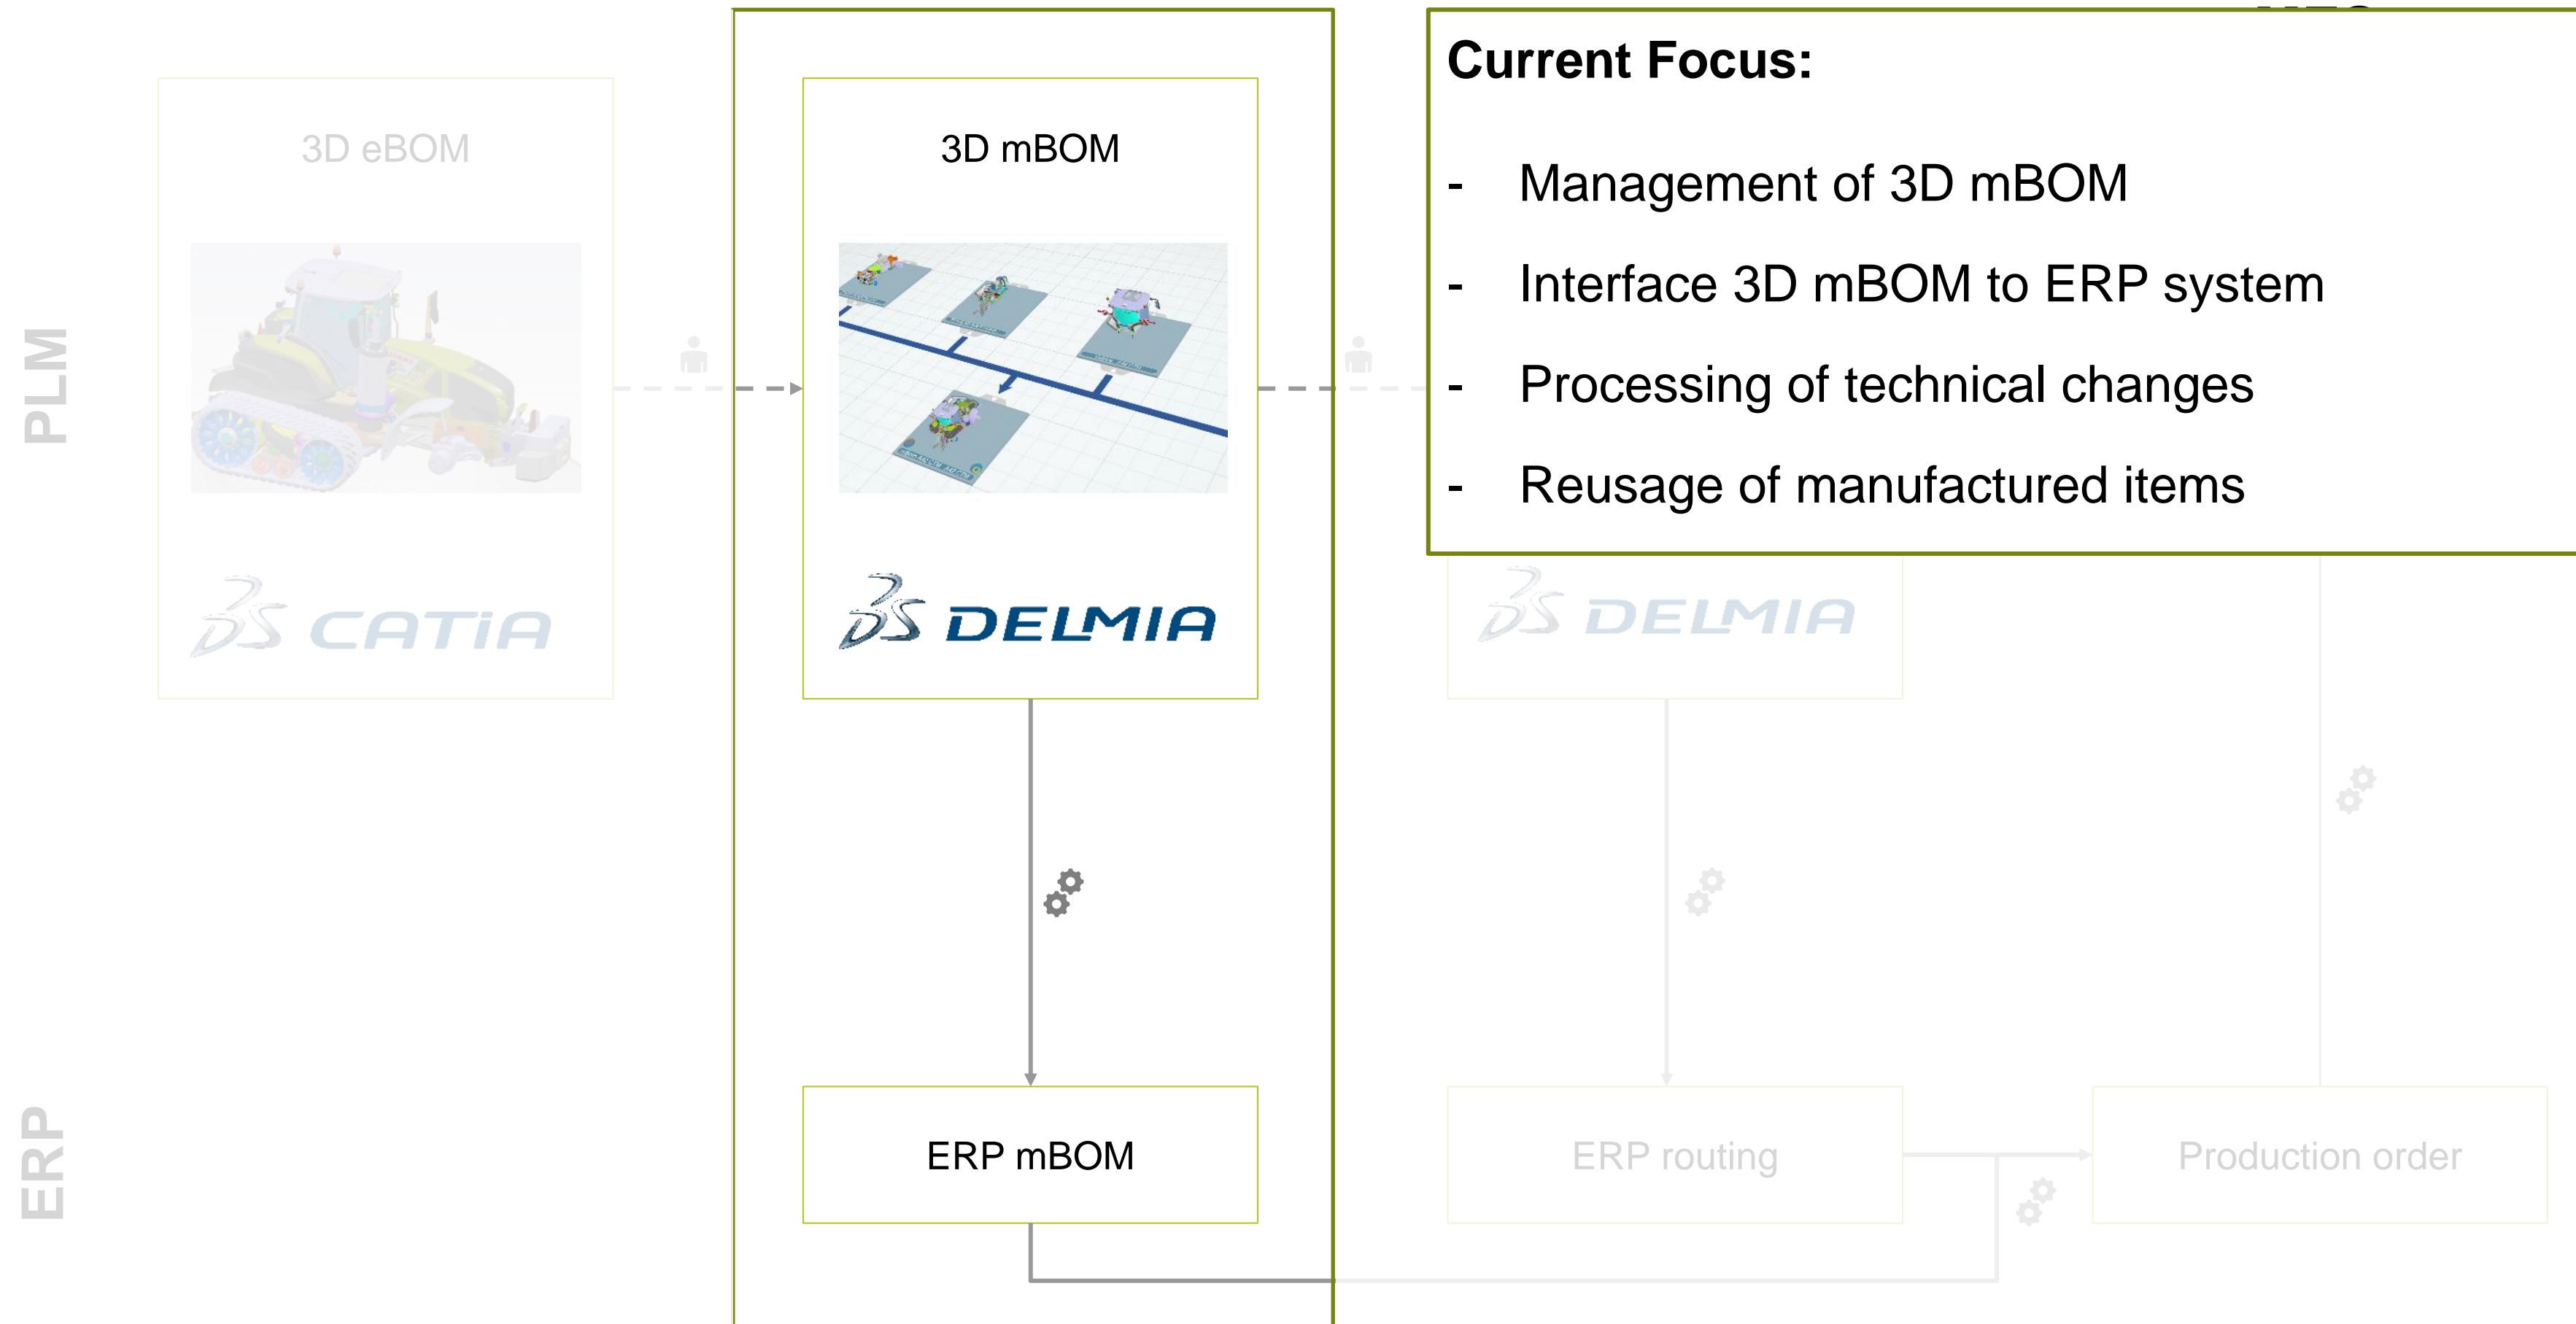 Current Focus:
- Management of 3D mBOM
- Interface 3D mBOM to ERP system
- Processing of technical changes
- Reusage of manufactured items
PLM
3D eBOM
CATIA
3D mBOM
DELMIA
DELMIA
ERP
ERP mBOM
ERP routing
Production order